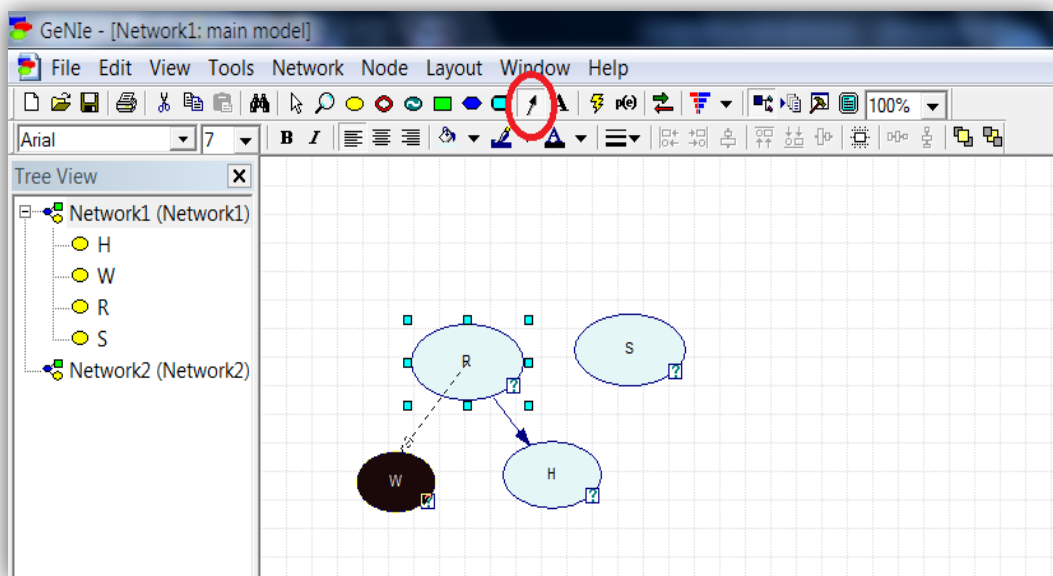 GeNIe - [Network1: main model]
File Edit View Tools Network Node Layout Window Help
A p(e) 100%
Arial 7 B I A
Tree View
Network1 (Network1)
H
W
R
S
Network2 (Network2)
R
S
?
?
W
H
?
?